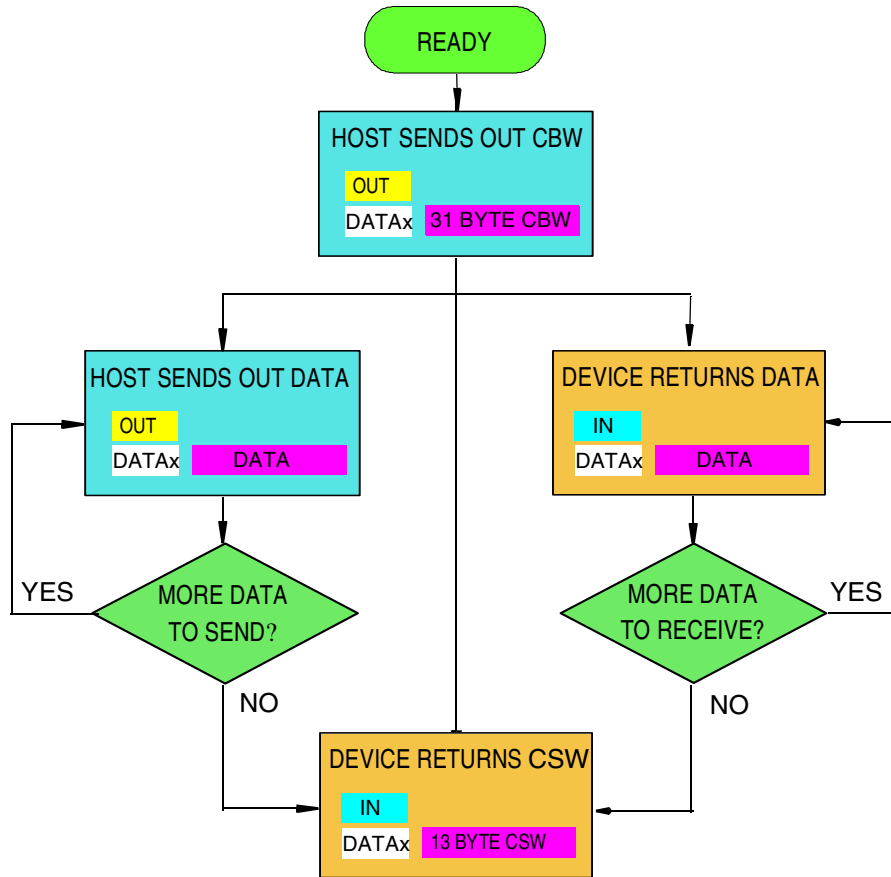 READY
HOST SENDS OUT CBW
OUT
DATAx 31 BYTE CBW
HOST SENDS OUT DATA
OUT
DATAx DATA
DEVICE RETURNS DATA
IN
DATAx DATA
YES
MORE DATA
TO SEND?
NO
MORE DATA
TO RECEIVE?
YES
NO
DEVICE RETURNS CSW
IN
DATAx 13 BYTE CSW